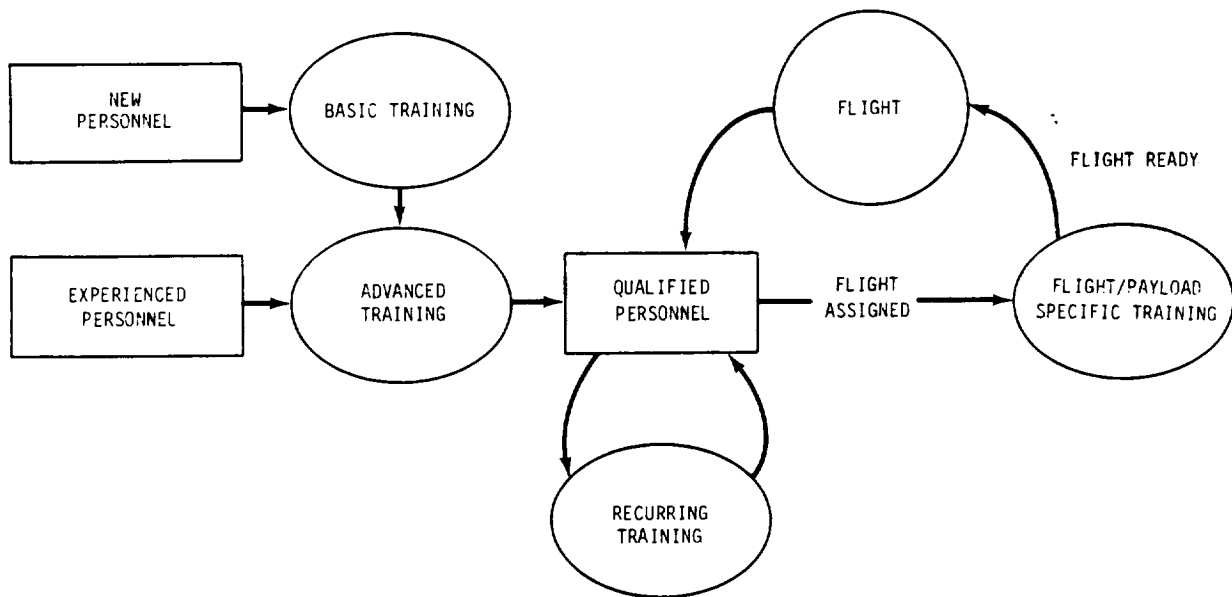 NEW
PERSONNEL
BASIC TRAINING
FLIGHT
FLIGHT READY
EXPERIENCED
PERSONNEL
ADVANCED
TRAINING
QUALIFIED
PERSONNEL
FLIGHT
ASSIGNED
FLIGHT/PAYLOAD
SPECIFIC TRAINING
RECURRING
TRAINING